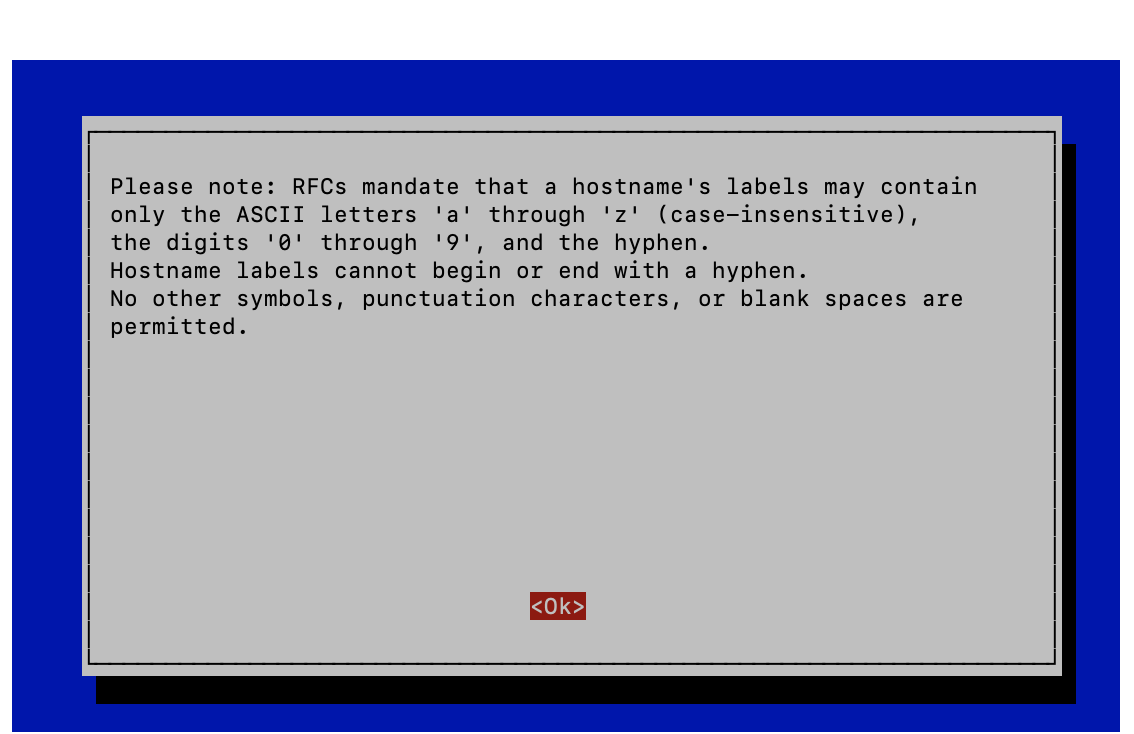 Please note: RFCs mandate that a hostname's labels may contain
only the ASCII letters 'a' through 'z' (case-insensitive),
the digits '0' through '9', and the hyphen.
Hostname labels cannot begin or end with a hyphen.
No other symbols, punctuation characters, or blank spaces are
permitted.
<Ok>